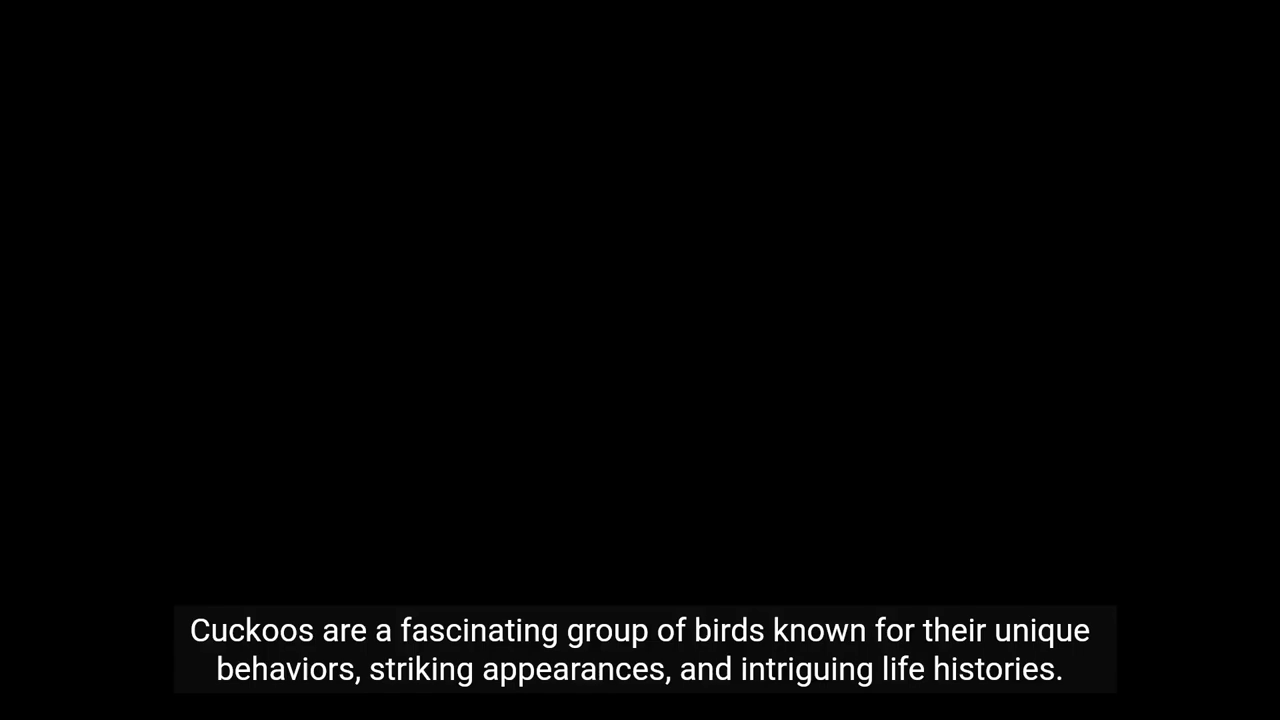 Cuckoos are a fascinating group of birds known for their unique
behaviors, striking appearances, and intriguing life histories.